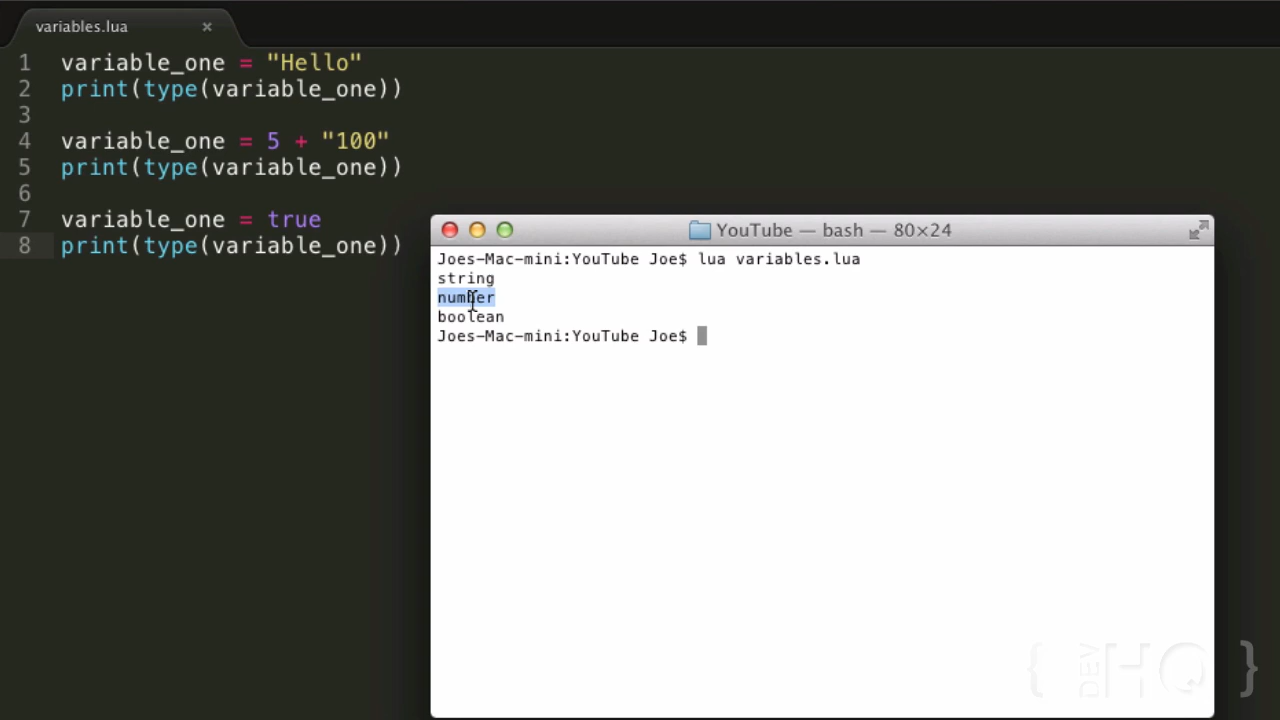 variables.lua ×
1 variable_one = "Hello"
2 print(type(variable_one))
3
4 variable_one = 5 + "100"
5 print(type(variable_one))
6
7 variable_one = true
8 print(type(variable_one))
YouTube — bash — 80×24
Joes-Mac-mini:YouTube Joe$ lua variables.lua
string
number
boolean
Joes-Mac-mini:YouTube Joe$
{ DEV HQ }